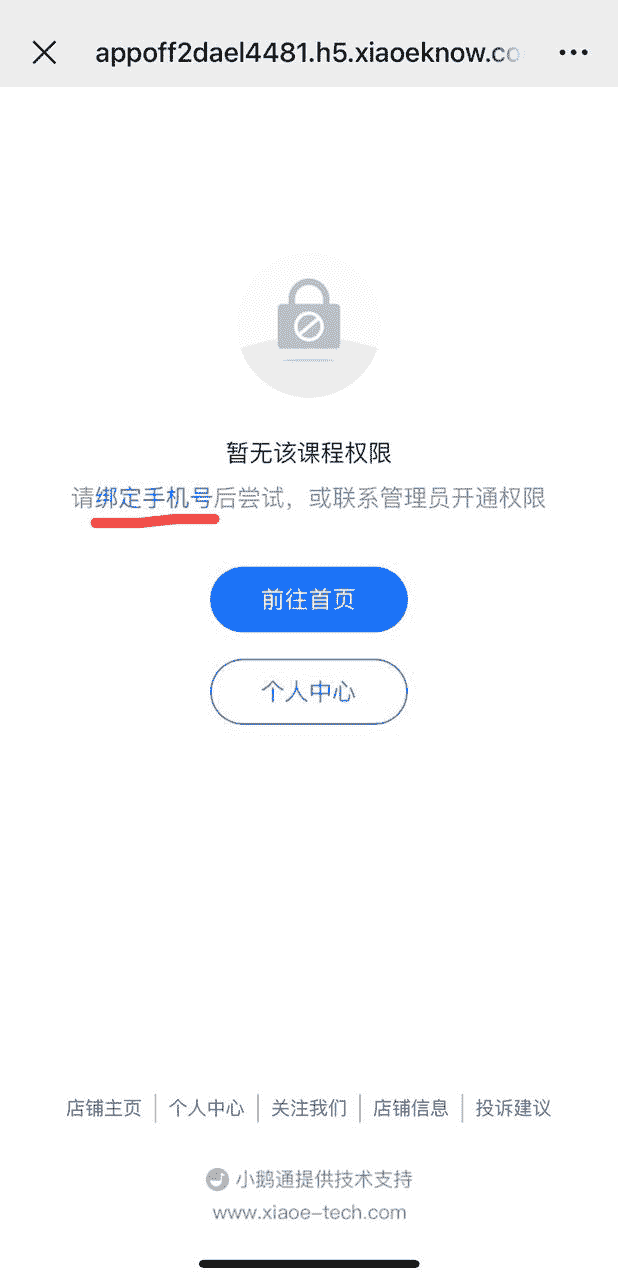 appoff2dael4481.h5.xiaoeknow.co
暂无该课程权限
请绑定手机号后尝试，或联系管理员开通权限
前往首页
个人中心
店铺主页 | 个人中心 | 关注我们 | 店铺信息 | 投诉建议
小鹅通提供技术支持
www.xiaoe-tech.com